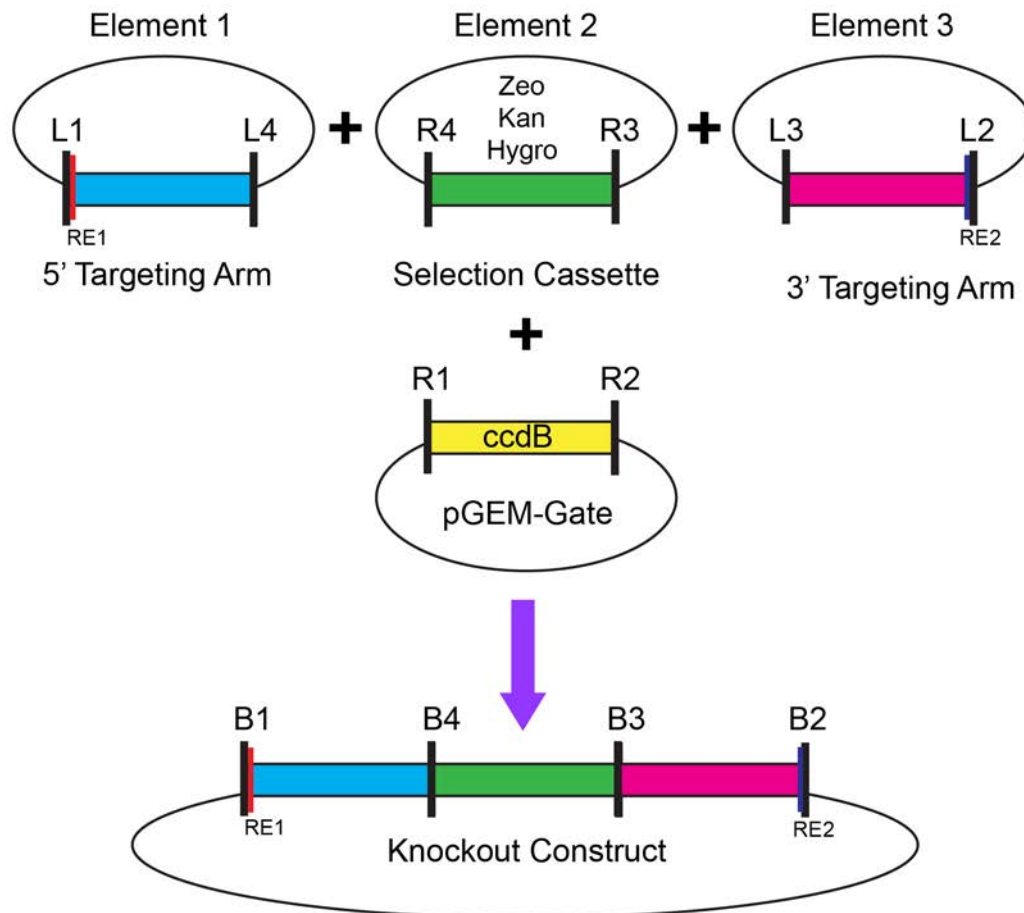 Element 1 Element 2 Element 3
L1 L4 + R4 Zeo Kan Hygro R3 + L3 L2
RE1 RE2
5' Targeting Arm Selection Cassette 3' Targeting Arm
+
R1 R2
ccdB
pGEM-Gate
B1 B4 B3 B2
RE1 RE2
Knockout Construct